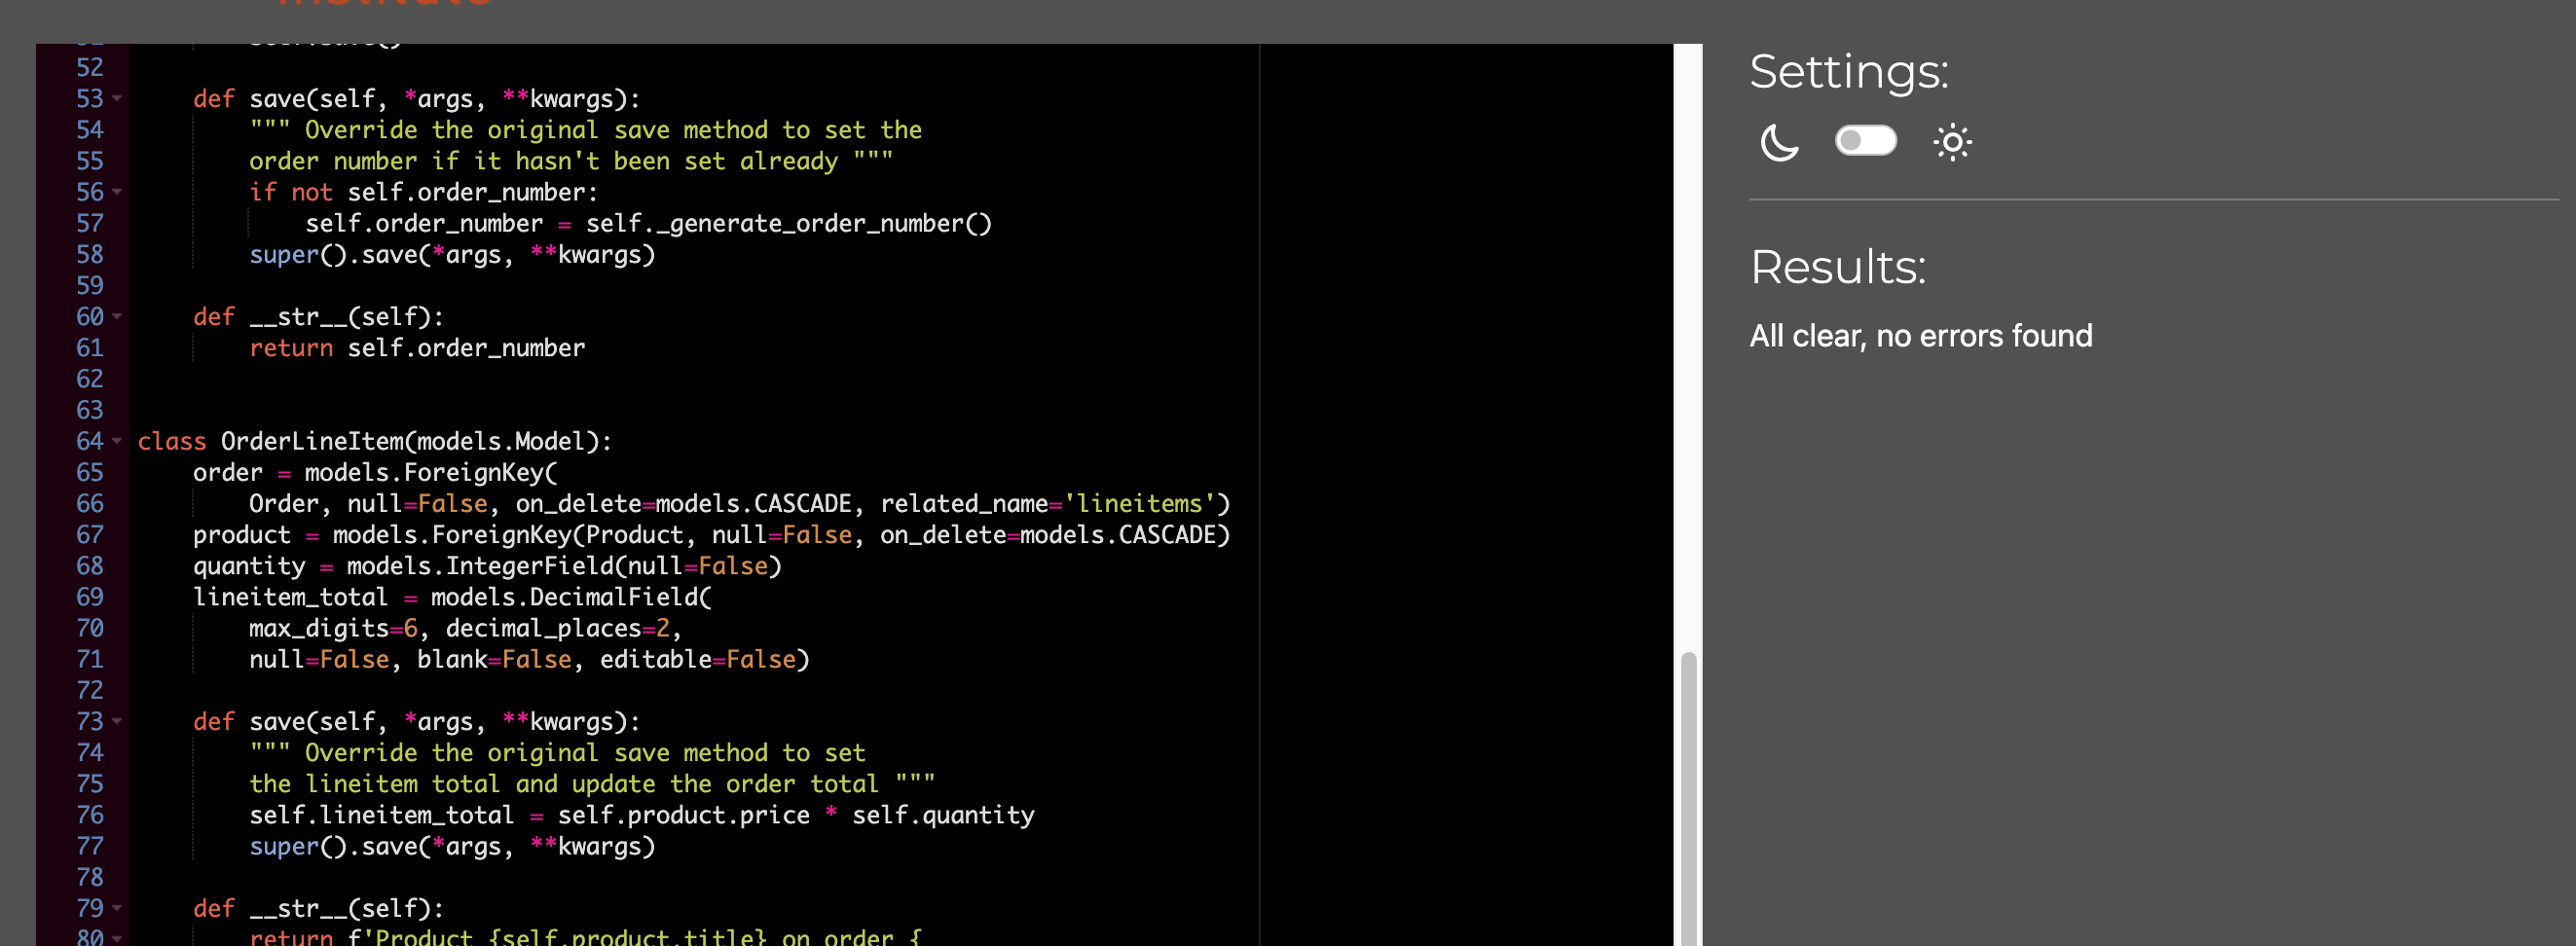 52
53 def save(self, *args, **kwargs):
54 """ Override the original save method to set the
55 order number if it hasn't been set already """
56 if not self.order_number:
57 self.order_number = self._generate_order_number()
58 super().save(*args, **kwargs)
59
60 def __str__(self):
61 return self.order_number
62
63
64 class OrderLineItem(models.Model):
65 order = models.ForeignKey(
66 Order, null=False, on_delete=models.CASCADE, related_name='lineitems')
67 product = models.ForeignKey(Product, null=False, on_delete=models.CASCADE)
68 quantity = models.IntegerField(null=False)
69 lineitem_total = models.DecimalField(
70 max_digits=6, decimal_places=2,
71 null=False, blank=False, editable=False)
72
73 def save(self, *args, **kwargs):
74 """ Override the original save method to set
75 the lineitem total and update the order total """
76 self.lineitem_total = self.product.price * self.quantity
77 super().save(*args, **kwargs)
78
79 def __str__(self):
80 return f'Product {self.product.title} on order {
Settings:
Results:
All clear, no errors found